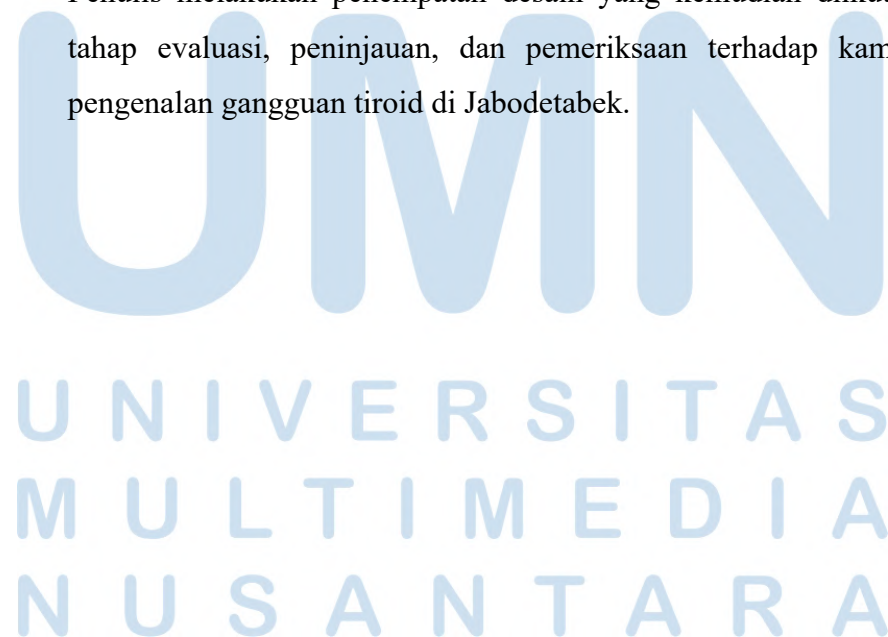 tahap evaluasi, peninjauan, dan pemeriksaan terhadap kam
pengenalan gangguan tiroid di Jabodetabek.
UMN
UNIVERSITAS
MULTIMEDIA
NUSANTARA